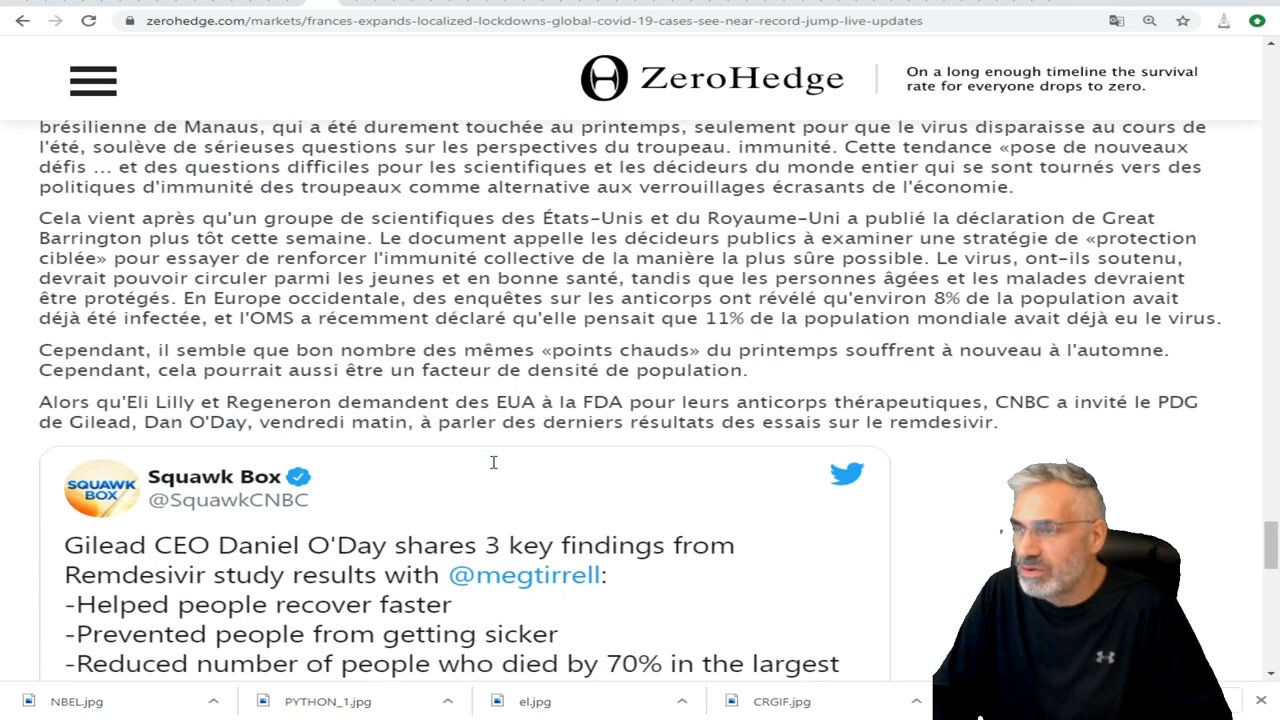 zerohedge.com/markets/frances-expands-localized-lockdowns-global-covid-19-cases-see-near-record-jump-live-updates
ZeroHedge
On a long enough timeline the survival
rate for everyone drops to zero.
brésilienne de Manaus, qui a été durement touchée au printemps, seulement pour que le virus disparaisse au cours de
l'été, soulève de sérieuses questions sur les perspectives du troupeau. immunité. Cette tendance «pose de nouveaux
défis ... et des questions difficiles pour les scientifiques et les décideurs du monde entier qui se sont tournés vers des
politiques d'immunité des troupeaux comme alternative aux verrouillages écrasants de l'économie.
Cela vient après qu'un groupe de scientifiques des États-Unis et du Royaume-Uni a publié la déclaration de Great
Barrington plus tôt cette semaine. Le document appelle les décideurs publics à examiner une stratégie de «protection
ciblée» pour essayer de renforcer l'immunité collective de la manière la plus sûre possible. Le virus, ont-ils soutenu,
devrait pouvoir circuler parmi les jeunes et en bonne santé, tandis que les personnes âgées et les malades devraient
être protégés. En Europe occidentale, des enquêtes sur les anticorps ont révélé qu'environ 8% de la population avait
déjà été infectée, et l'OMS a récemment déclaré qu'elle pensait que 11% de la population mondiale avait déjà eu le virus.
Cependant, il semble que bon nombre des mêmes «points chauds» du printemps souffrent à nouveau à l'automne.
Cependant, cela pourrait aussi être un facteur de densité de population.
Alors qu'Eli Lilly et Regeneron demandent des EUA à la FDA pour leurs anticorps thérapeutiques, CNBC a invité le PDG
de Gilead, Dan O'Day, vendredi matin, à parler des derniers résultats des essais sur le remdesivir.
SQUAWK
BOX
Squawk Box
@SquawkCNBC
Gilead CEO Daniel O'Day shares 3 key findings from
Remdesivir study results with @megtirrell:
-Helped people recover faster
-Prevented people from getting sicker
-Reduced number of people who died by 70% in the largest
NBEL.jpg
PYTHON_1.jpg
el.jpg
CRGIF.jpg